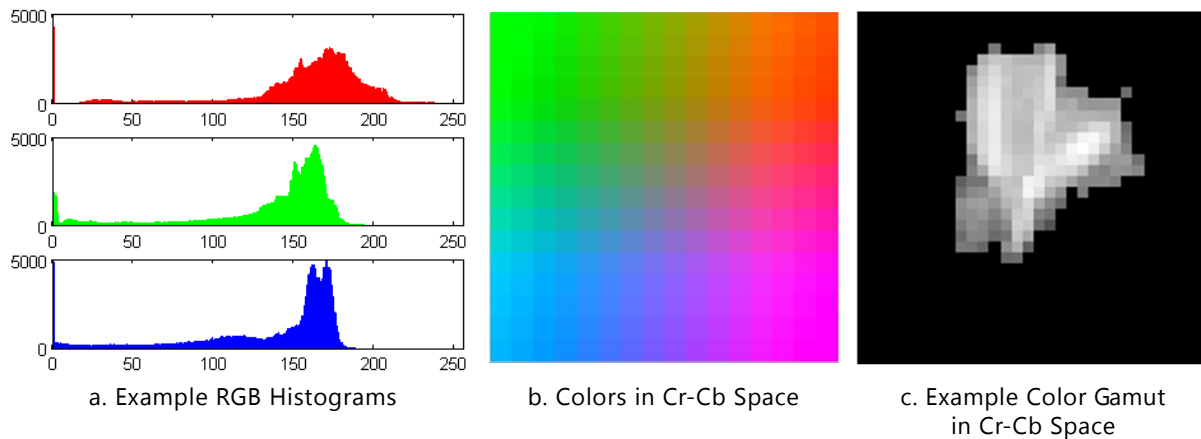 5000
0
0 50 100 150 200 250
5000
0
0 50 100 150 200 250
5000
0
0 50 100 150 200 250
a. Example RGB Histograms
b. Colors in Cr-Cb Space
c. Example Color Gamut
in Cr-Cb Space